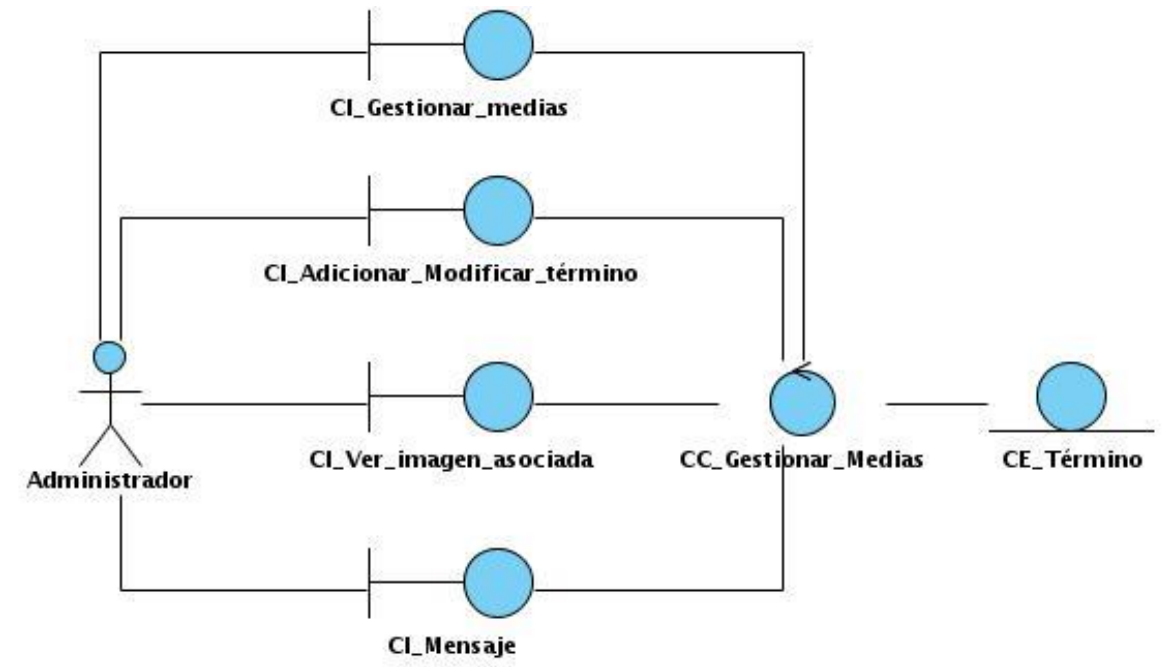 CI_Gestionar_medias
CI_Adicionar_Modificar_término
CI_Ver_imagen_asociada
CC_Gestionar_Medias
CE_Término
Administrador
CI_Mensaje